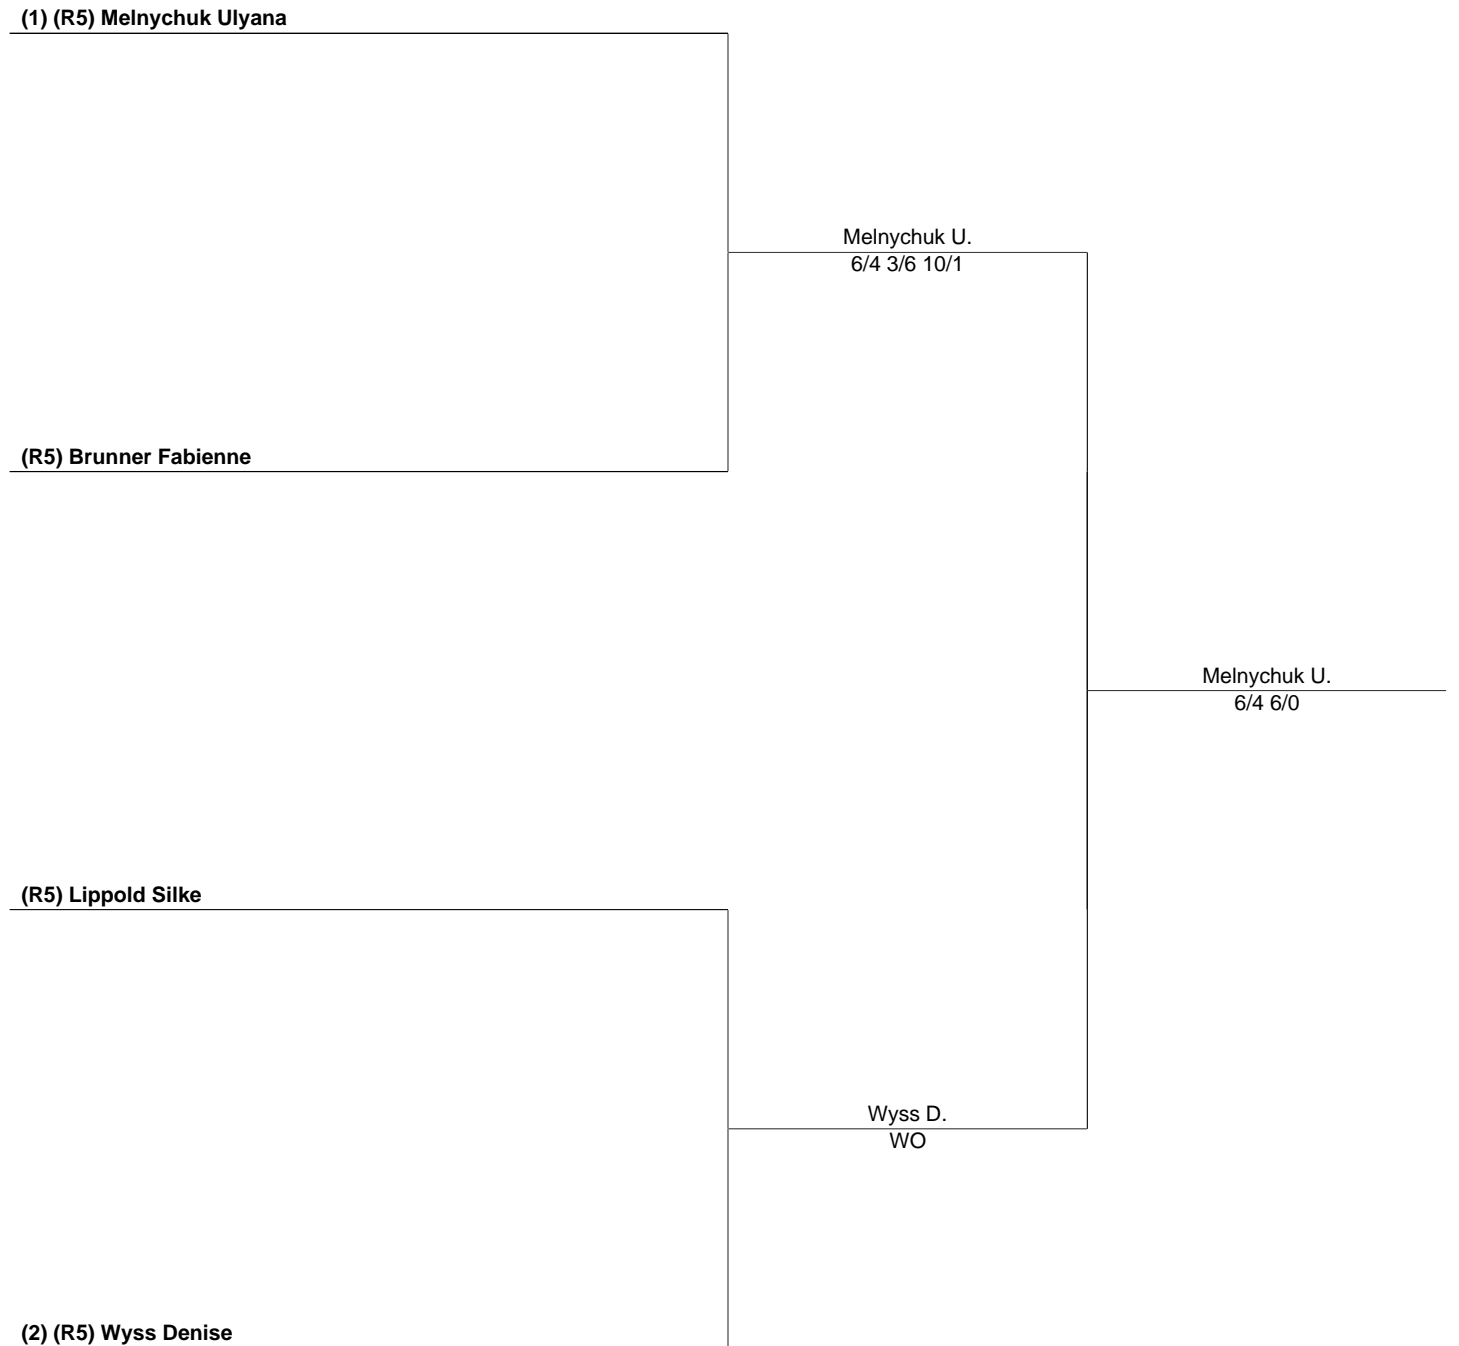 (1) (R5) Melnychuk Ulyana
Melnychuk U.
6/4 3/6 10/1
(R5) Brunner Fabienne
Melnychuk U.
6/4 6/0
(R5) Lippold Silke
Wyss D.
WO
(2) (R5) Wyss Denise